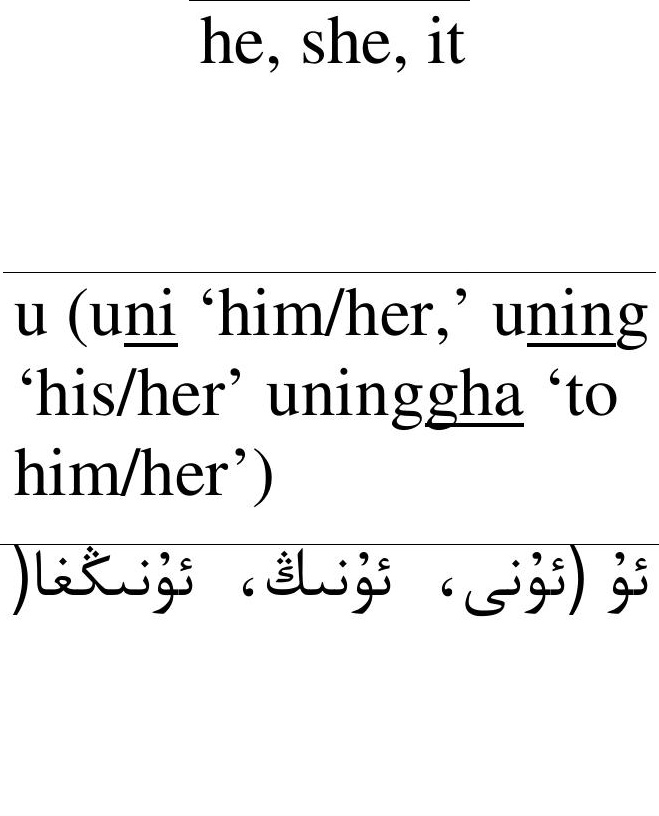 he, she, it
u (uni ‘him/her,’ uning
‘his/her’ uninggha ‘to
him/her’)
ئۇ (ئۇنى، ئۇنىڭ، ئۇنىڭغا)